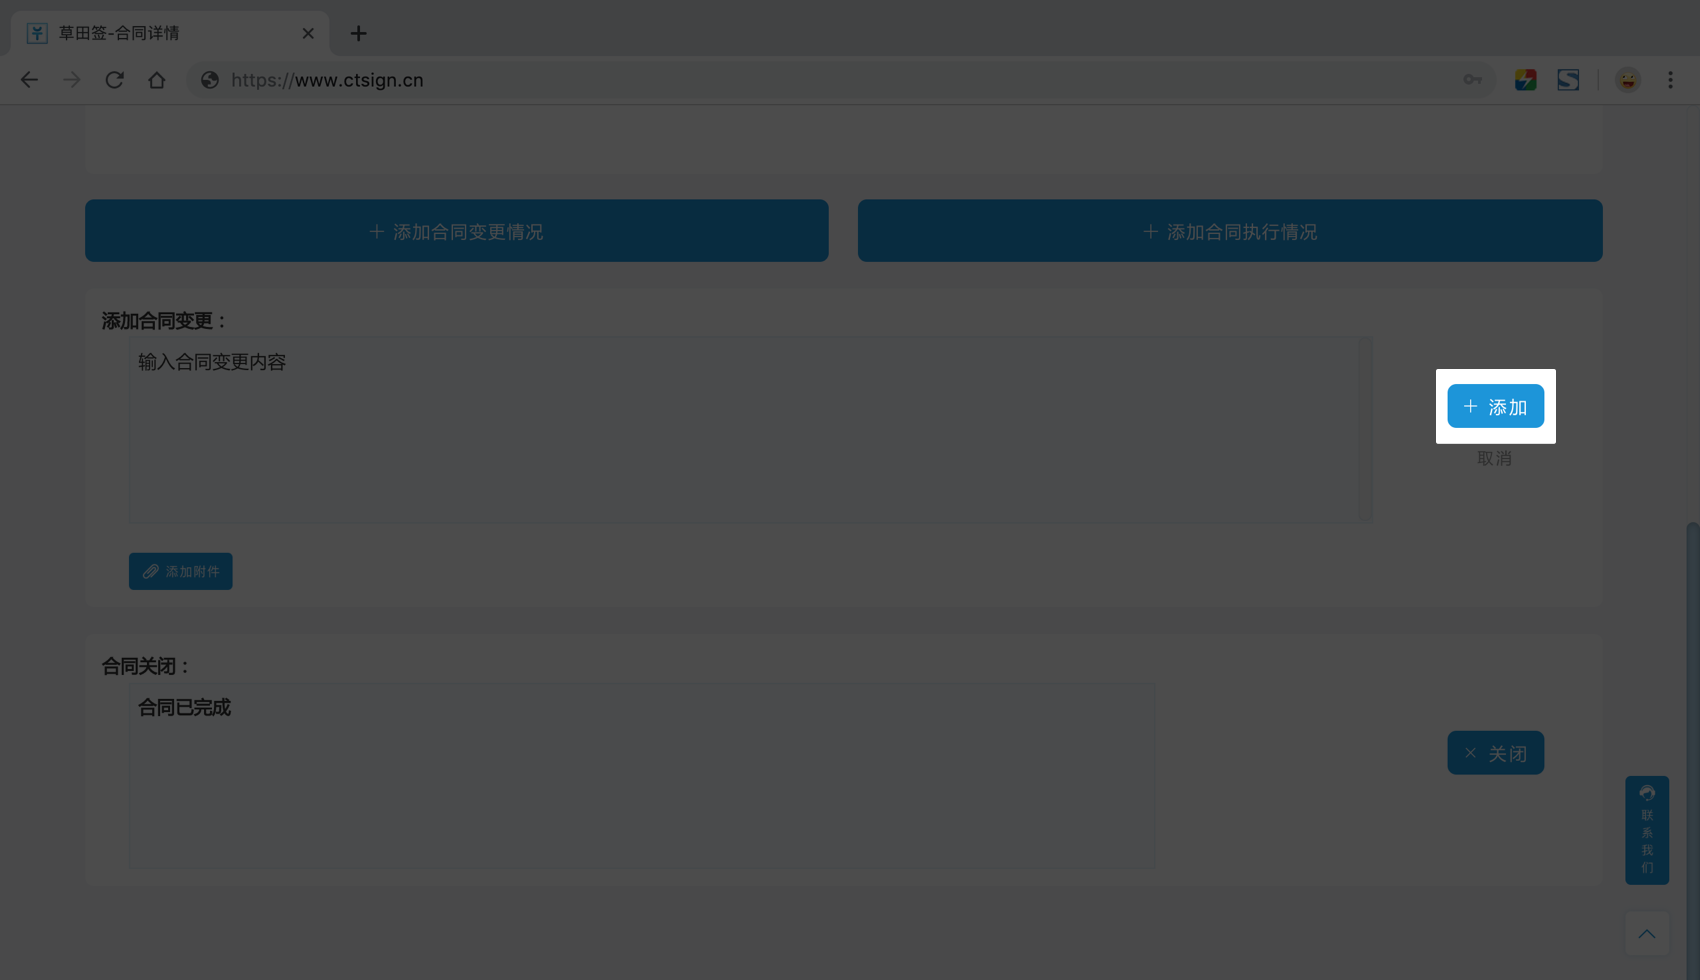 草田签-合同详情
https://www.ctsign.cn
添加合同变更情况
添加合同执行情况
添加合同变更：
输入合同变更内容
添加
取消
添加附件
合同关闭：
合同已完成
关闭
联
系
我
们